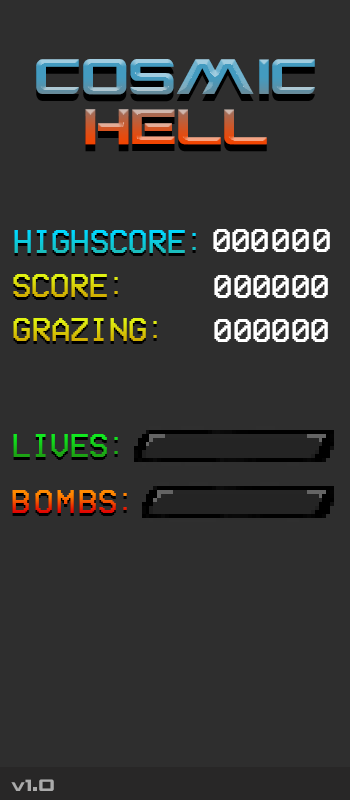 COSMIC
HELL
HIGHSCORE: 000000
SCORE: 000000
GRAZING: 000000
LIVES:
BOMBS:
v1.0